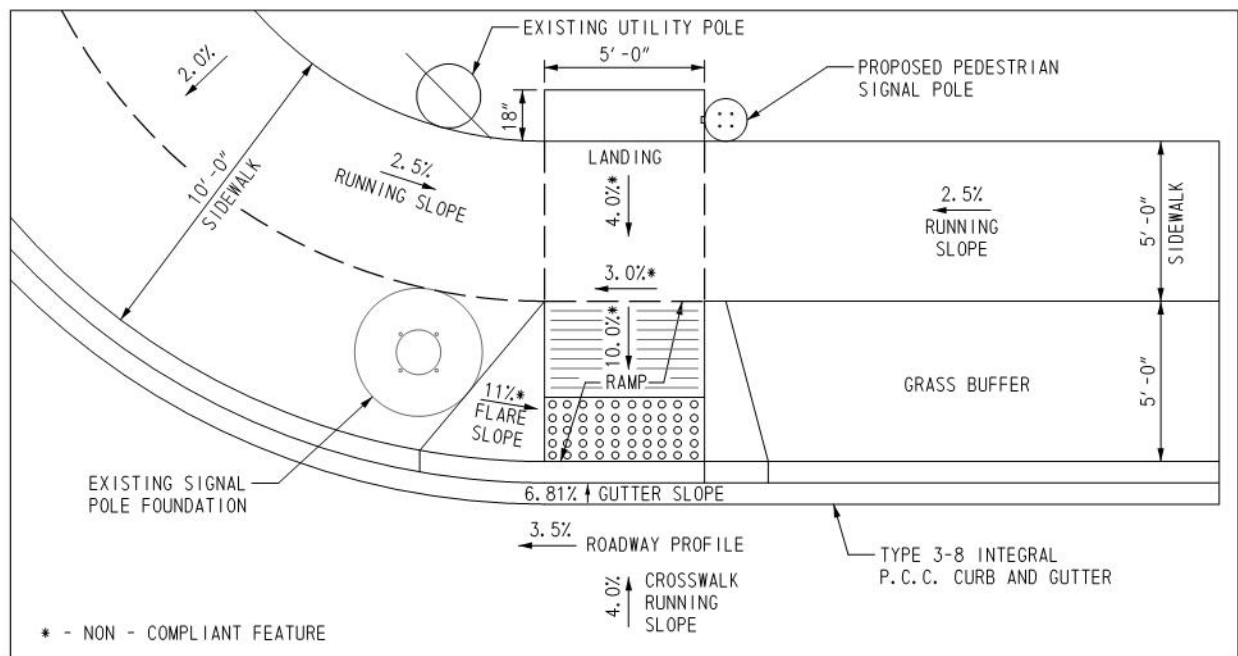 EXISTING UTILITY POLE
5'-0"
PROPOSED PEDESTRIAN
SIGNAL POLE
2.0%
18"
LANDING
10'-0"
SIDEWALK
2.5%
RUNNING SLOPE
4.0%*
2.5%
RUNNING
SLOPE
5'-0"
SIDEWALK
3.0%*
10.0%*
RAMP
11%*
FLARE
SLOPE
GRASS BUFFER
5'-0"
EXISTING SIGNAL
POLE FOUNDATION
6.81% GUTTER SLOPE
3.5%
ROADWAY PROFILE
TYPE 3-8 INTEGRAL
P.C.C. CURB AND GUTTER
4.0%
CROSSWALK
RUNNING
SLOPE
* - NON - COMPLIANT FEATURE